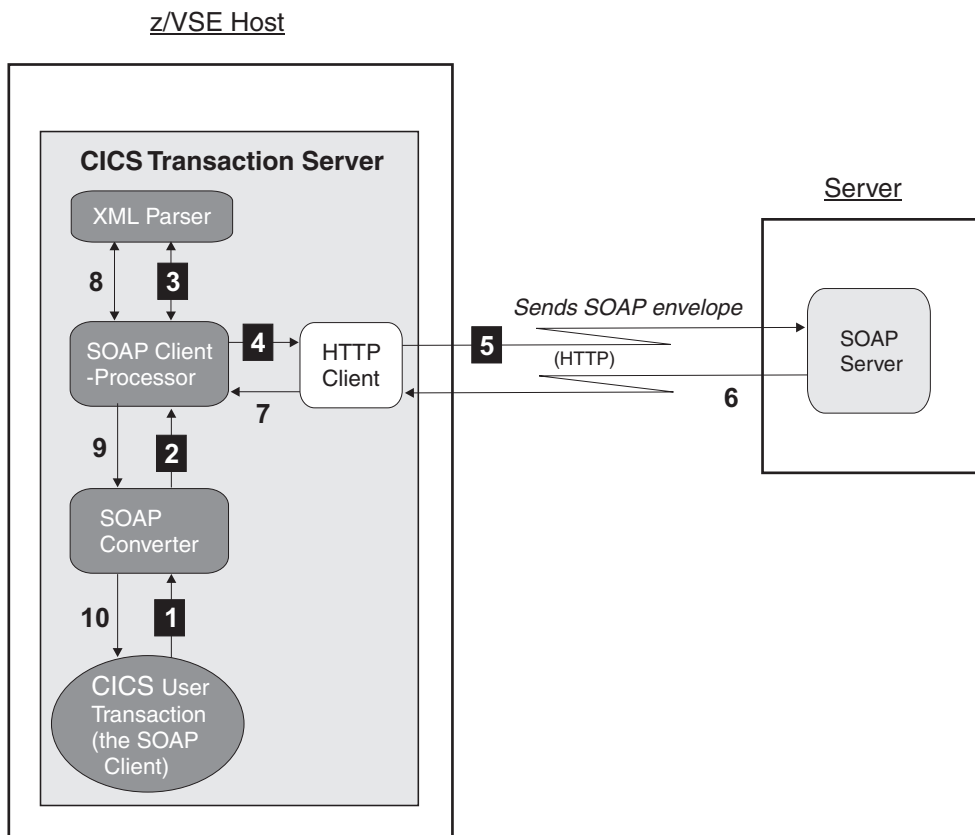 z/VSE Host
CICS Transaction Server
XML Parser
8
3
SOAP Client
-Processor
4
HTTP
Client
7
9
2
SOAP
Converter
10
1
CICS User
Transaction
(the SOAP
Client)
Sends SOAP envelope
5
(HTTP)
6
Server
SOAP
Server